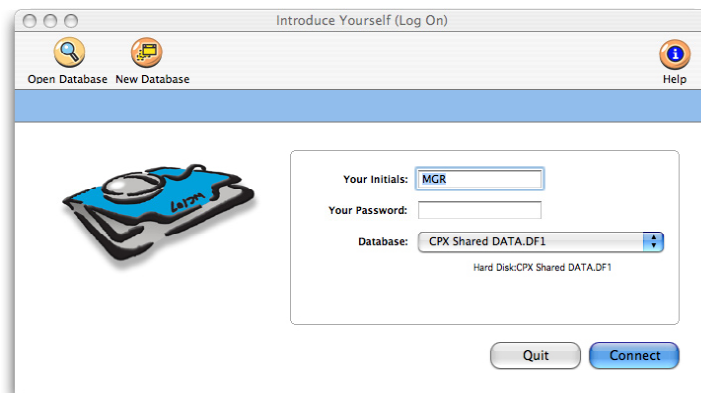 Introduce Yourself (Log On)
Open Database New Database Help
Your Initials: MGR
Your Password:
Database: CPX Shared DATA.DF1
Hard Disk:CPX Shared DATA.DF1
Quit Connect